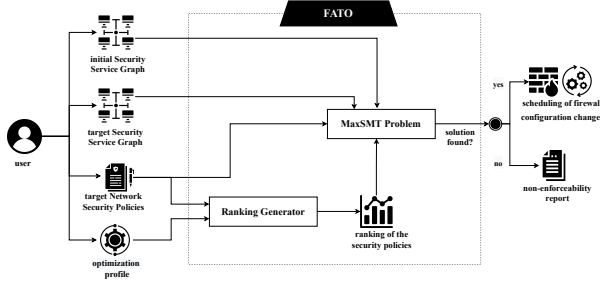 FATO
initial Security
Service Graph
target Security
Service Graph
user
target Network
Security Policies
optimization
profile
MaxSMT Problem
Ranking Generator
ranking of the
security policies
solution
found?
yes
no
scheduling of firewall
configuration changes
non-enforceability
report